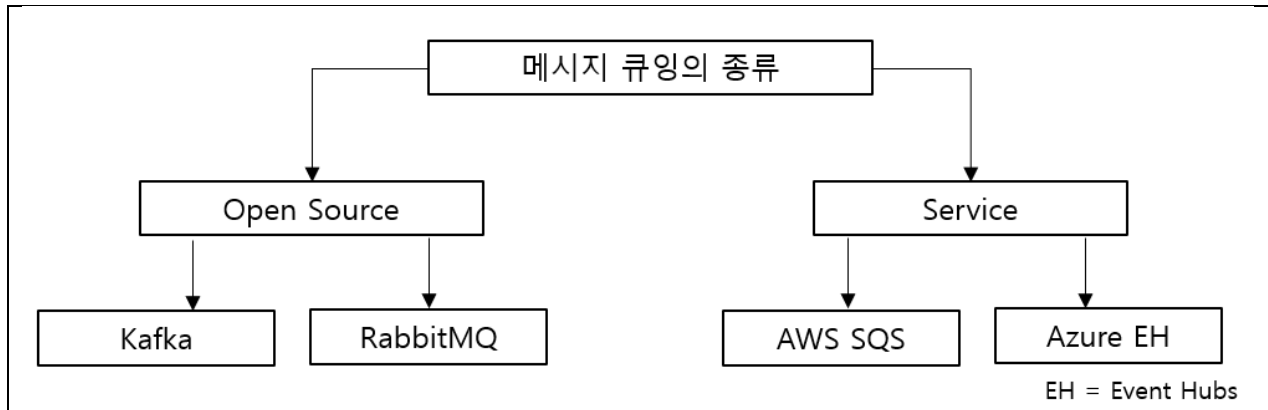 메시지 큐잉의 종류
Open Source
Service
Kafka
RabbitMQ
AWS SQS
Azure EH
EH = Event Hubs